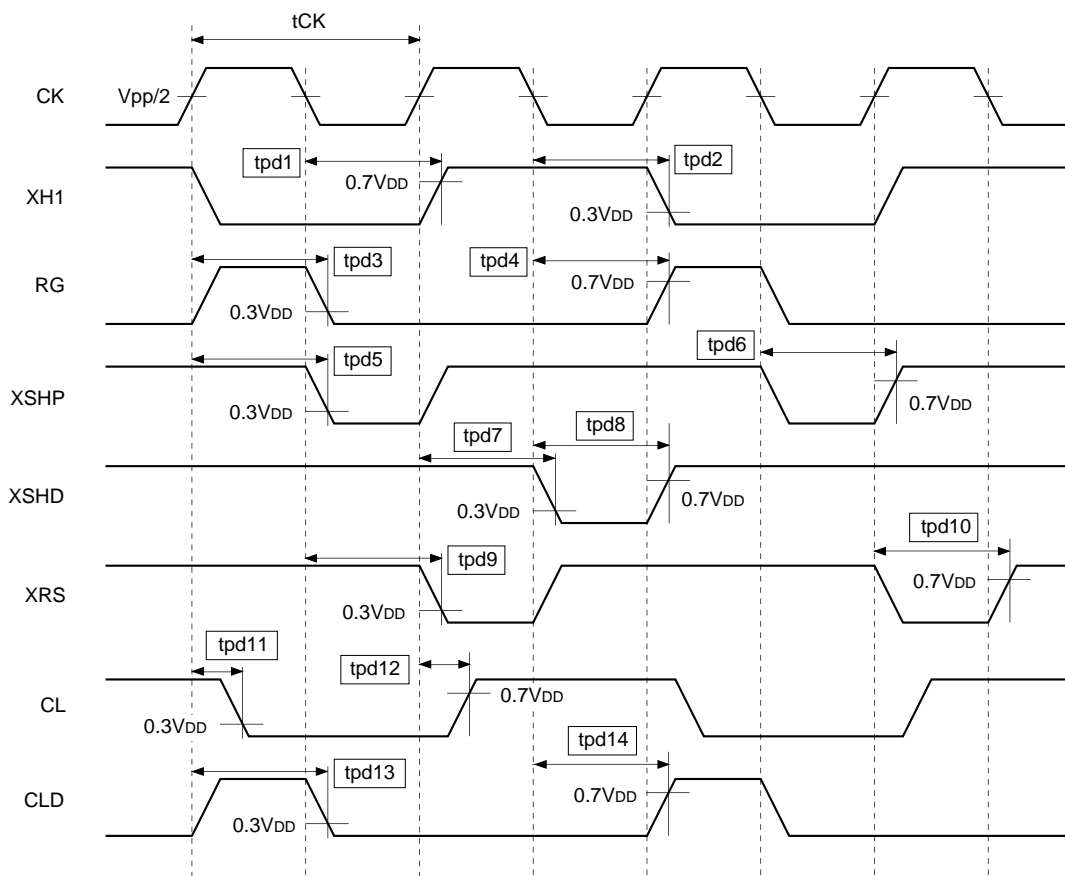 tCK
CK
Vpp/2
tpd1
tpd2
XH1
0.7VDD
0.3VDD
tpd3
tpd4
RG
0.7VDD
0.3VDD
tpd5
tpd6
XSHP
0.3VDD
0.7VDD
tpd7
tpd8
XSHD
0.3VDD
0.7VDD
tpd9
tpd10
XRS
0.7VDD
0.3VDD
tpd11
tpd12
CL
0.7VDD
0.3VDD
tpd13
tpd14
CLD
0.7VDD
0.3VDD